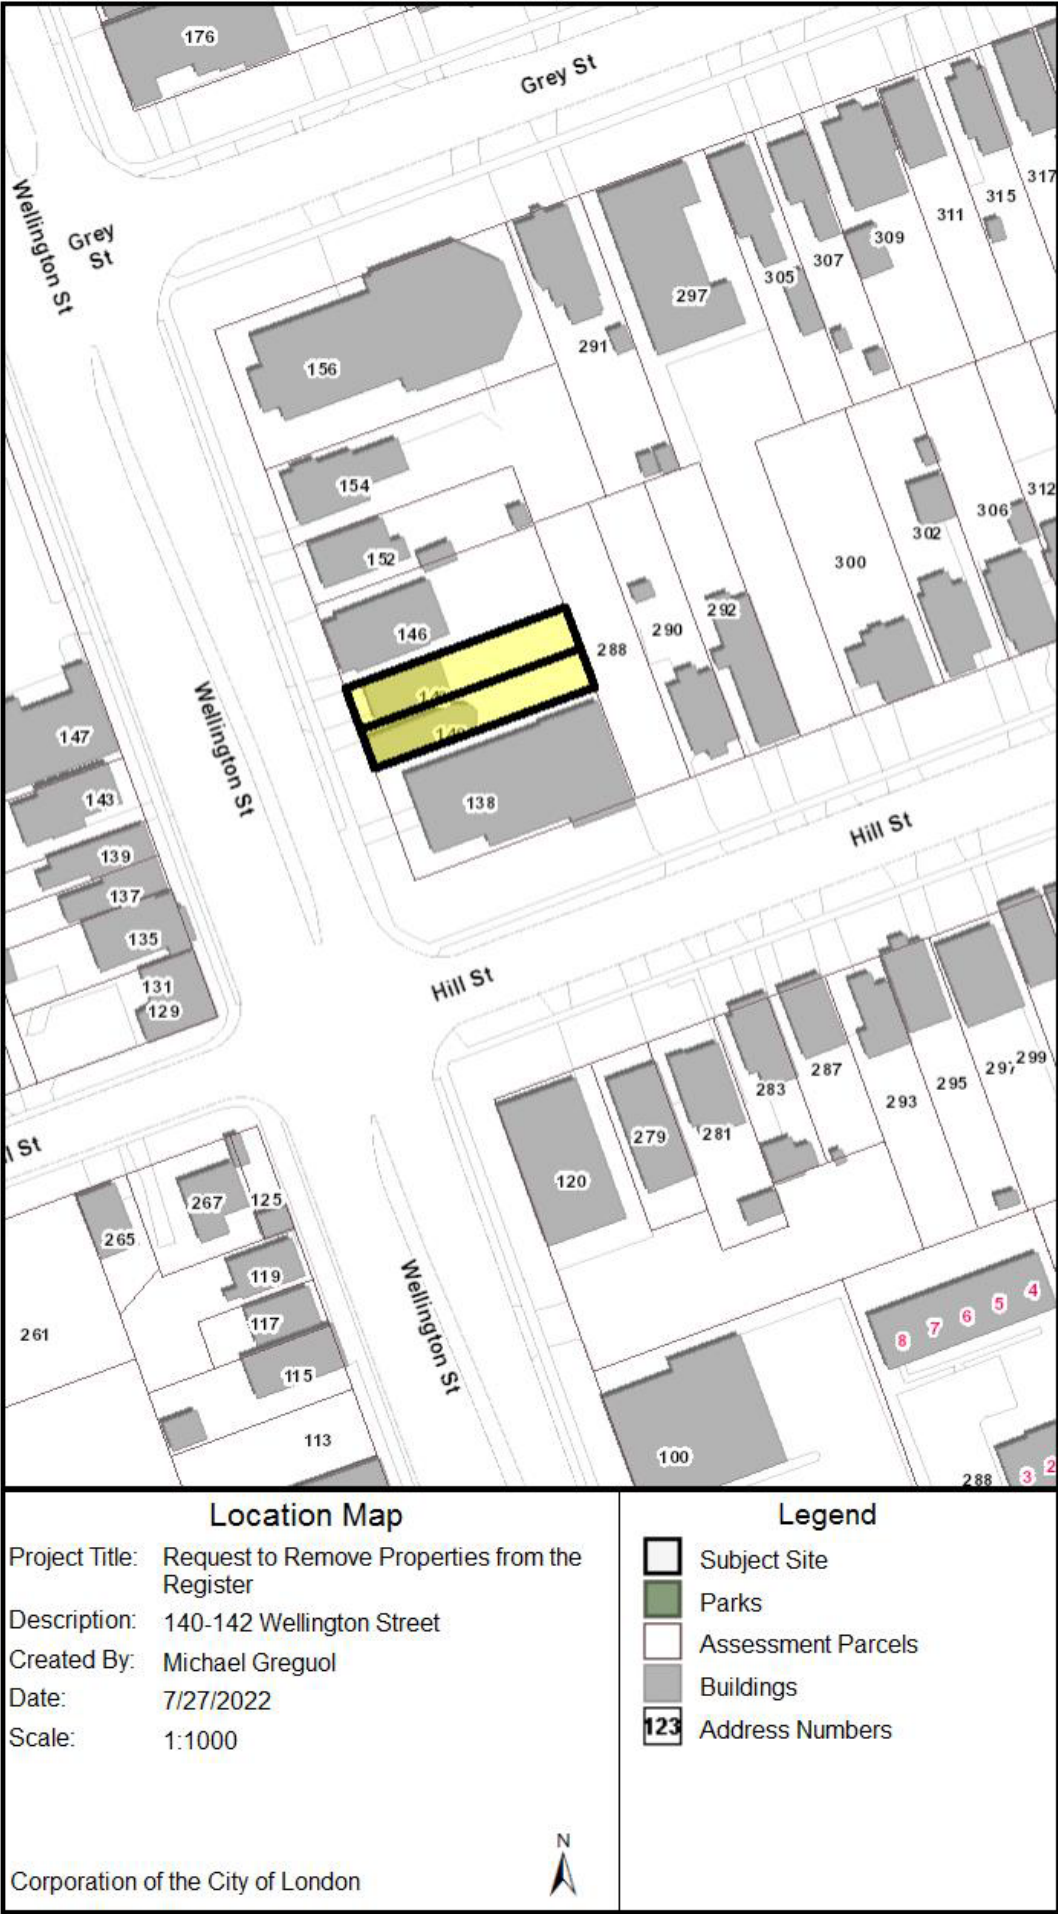 176
Grey St
Wellington St
Grey
St
317
315
311
309
307
305
297
291
156
154
152
146
142
140
138
288
290
292
300
302
306
312
147
143
139
137
135
131
129
Wellington St
Hill St
Hill St
120
279
281
283
287
293
295
297
299
ll St
265
267
125
119
117
115
113
261
Wellington St
100
8
7
6
5
4
288
3
2
Location Map
Project Title: Request to Remove Properties from the
Register
Description: 140-142 Wellington Street
Created By: Michael Greguol
Date: 7/27/2022
Scale: 1:1000
N
Corporation of the City of London
Legend
Subject Site
Parks
Assessment Parcels
Buildings
123 Address Numbers